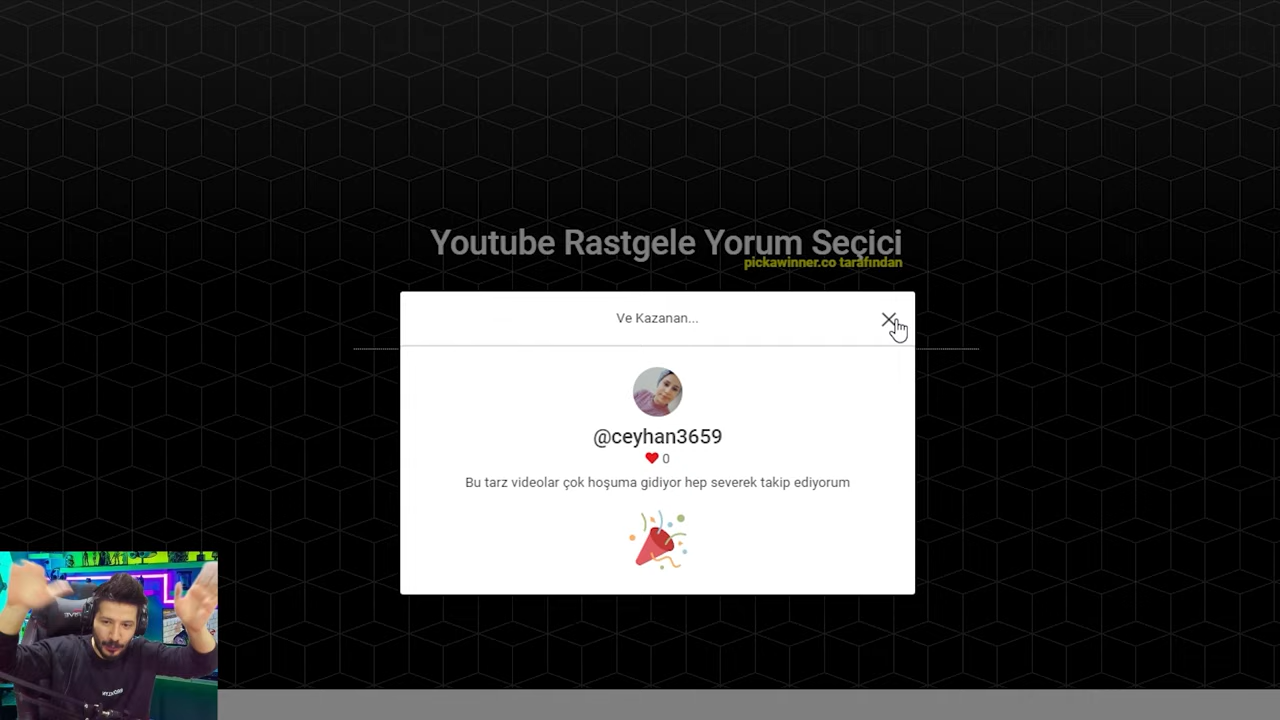 Youtube Rastgele Yorum Seçici
pickawinner.co tarafından
Ve Kazanan...
@ceyhan3659
0
Bu tarz videolar çok hoşuma gidiyor hep severek takip ediyorum